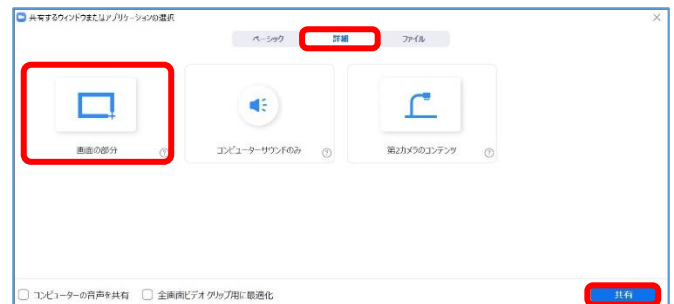 共有するウィンドウまたはアプリケーションの選択
ベーシック 詳細 ファイル
画面の部分
コンピューターサウンドのみ
第2カメラのコンテンツ
コンピューターの音声を共有 全画面ビデオ クリップ用に最適化
共有